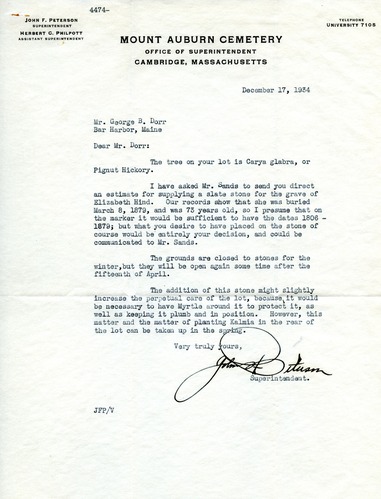 4474-
JOHN F. PETERSON
SUPERINTENDENT
HERBERT C. PHILPOTT
ASSISTANT SUPERINTENDENT
TELEPHONE
UNIVERSITY 7105
MOUNT AUBURN CEMETERY
OFFICE OF SUPERINTENDENT
CAMBRIDGE, MASSACHUSETTS
December 17, 1934
Mr. George B. Dorr
Bar Harbor, Maine
Dear Mr. Dorr:
The tree on your lot is Carya glabra, or
Pignut Hickory.
I have asked Mr. Sands to send you direct
an estimate for supplying a slate stone for the grave of
Elizabeth Hind. Our records show that she was buried
March 8, 1879, and was 73 years old, so I presume that on
the marker it would be sufficient to have the dates 1806 -
1879; but what you desire to have placed on the stone of
course would be entirely your decision, and could be
communicated to Mr. Sands.
The grounds are closed to stones for the
winter,but they will be open again some time after the
fifteenth of April.
The addition of this stone might slightly
increase the perpetual care of the lot, because it would
be necessary to have Myrtle around it to protect it, as
well as keeping it plumb and in position. However, this
matter and the matter of planting Kalmia in the rear of
the lot can be taken up in the spring.
Very truly yours,
John F. Peterson
Superintendent.
JFP/V